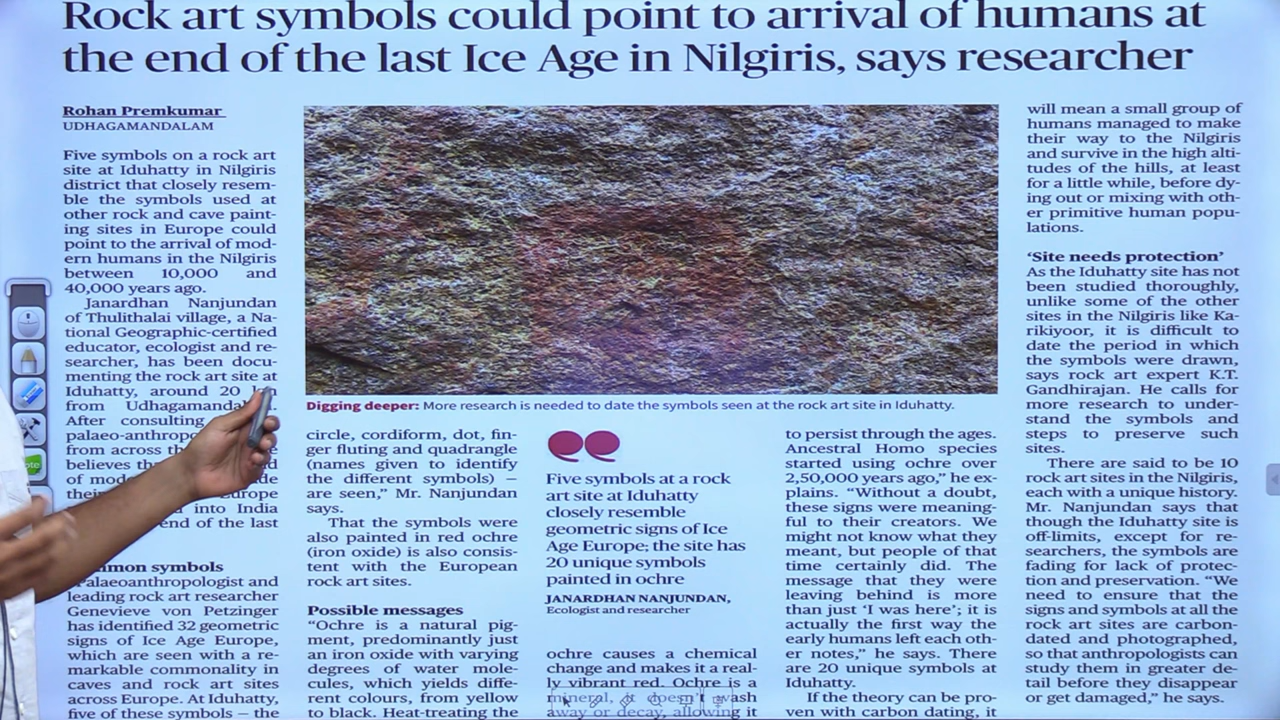 Rock art symbols could point to arrival of humans at
the end of the last Ice Age in Nilgiris, says researcher
Rohan Premkumar
UDHAGAMANDALAM
Five symbols on a rock art
site at Iduhatty in Nilgiris
district that closely resem-
ble the symbols used at
other rock and cave paint-
ing sites in Europe could
point to the arrival of mod-
ern humans in the Nilgiris
between 10,000 and
40,000 years ago.
Janardhan Nanjundan
of Thulithalai village, a Na-
tional Geographic-certified
educator, ecologist and re-
searcher, has been docu-
menting the rock art site at
Iduhatty, around 20
from
After consulting
from across
believes
of
Europe
into India
end of the last
symbols
Palaeoanthropologist and
leading rock art researcher
Genevieve von Petzinger
has identified 32 geometric
signs of Ice Age Europe,
which are seen with a re-
markable commonality in
caves and rock art sites
across Europe. At Iduhatty,
five of these symbols – the
Digging deeper: More research is needed to date the symbols seen at the rock art site in Iduhatty.
circle, cordiform, dot, fin-
ger fluting and quadrangle
(names given to identify
the different symbols) –
are seen,” Mr. Nanjundan
says.
That the symbols were
also painted in red ochre
(iron oxide) is also consis-
tent with the European
rock art sites.
Possible messages
“Ochre is a natural pig-
ment, predominantly just
an iron oxide with varying
degrees of water mole-
cules, which yields diffe-
rent colours, from yellow
to black. Heat-treating the
Five symbols at a rock
art site at Iduhatty
closely resemble
geometric signs of Ice
Age Europe; the site has
20 unique symbols
painted in ochre
JANARDHAN NANJUNDAN,
Ecologist and researcher
ochre causes a chemical
change and makes it a real-
ly vibrant red. Ochre is a
mineral, it doesn’t wash
away or decay, allowing it
to persist through the ages.
Ancestral Homo species
started using ochre over
2,50,000 years ago,” he ex-
plains. “Without a doubt,
these signs were meaning-
ful to their creators. We
might not know what they
meant, but people of that
time certainly did. The
message that they were
leaving behind is more
than just ‘I was here’; it is
actually the first way the
early humans left each oth-
er notes,” he says. There
are 20 unique symbols at
Iduhatty.
If the theory can be pro-
ven with carbon dating, it
will mean a small group of
humans managed to make
their way to the Nilgiris
and survive in the high alti-
tudes of the hills, at least
for a little while, before dy-
ing out or mixing with oth-
er primitive human popu-
lations.
‘Site needs protection’
As the Iduhatty site has not
been studied thoroughly,
unlike some of the other
sites in the Nilgiris like Ka-
rikiyoor, it is difficult to
date the period in which
the symbols were drawn,
says rock art expert K.T.
Gandhirajan. He calls for
more research to under-
stand the symbols and
steps to preserve such
sites.
There are said to be 10
rock art sites in the Nilgiris,
each with a unique history.
Mr. Nanjundan says that
though the Iduhatty site is
off-limits, except for re-
searchers, the symbols are
fading for lack of protec-
tion and preservation. “We
need to ensure that the
signs and symbols at all the
rock art sites are carbon-
dated and photographed,
so that anthropologists can
study them in greater de-
tail before they disappear
or get damaged,” he says.